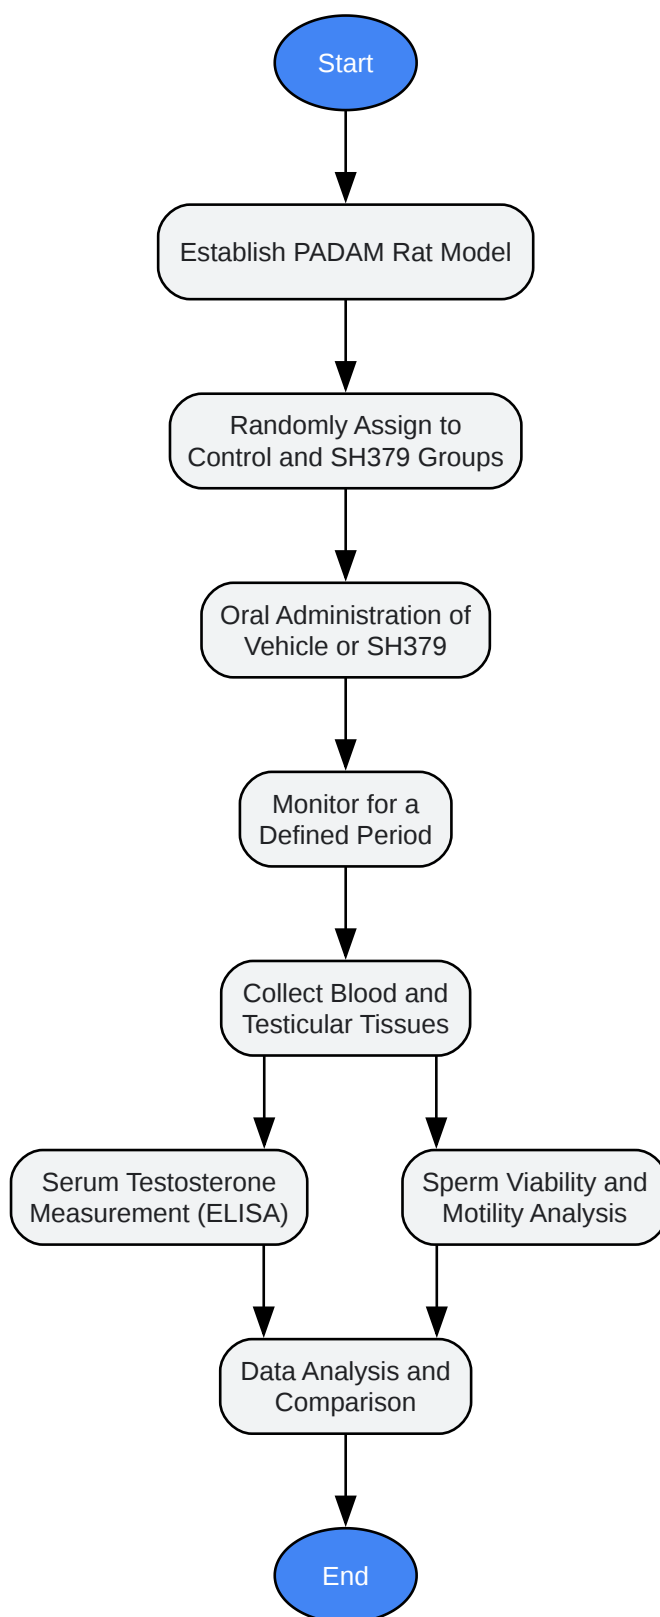 Start
Establish PADAM Rat Model
Randomly Assign to
Control and SH379 Groups
Oral Administration of
Vehicle or SH379
Monitor for a
Defined Period
Collect Blood and
Testicular Tissues
Serum Testosterone
Measurement (ELISA)
Sperm Viability and
Motility Analysis
Data Analysis and
Comparison
End